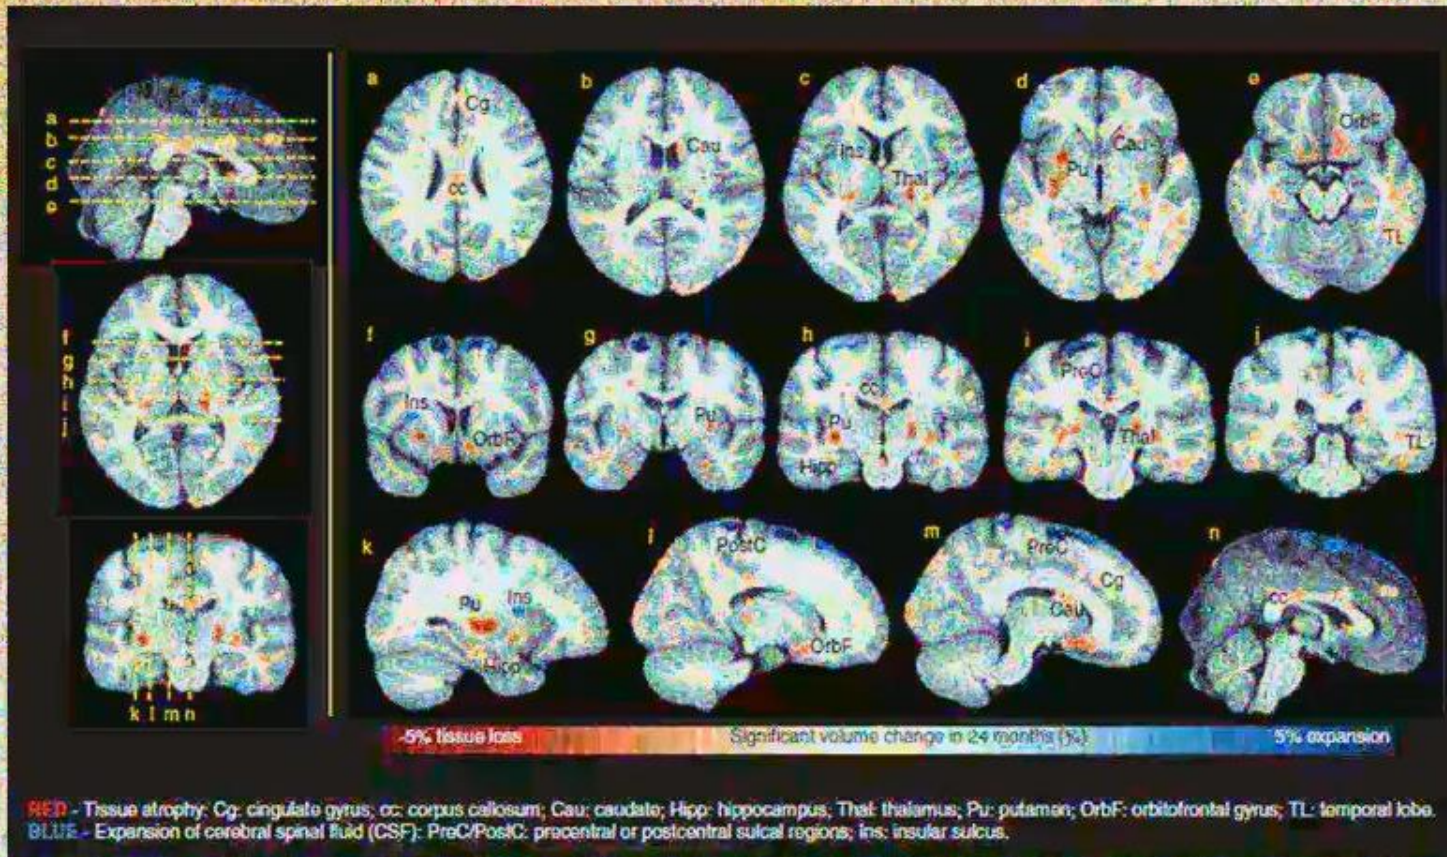 a
b
c
d
e
f
g
h
i
j
k l m n
a
Cg
cc
b
Cau
c
Ins
Thal
d
Cau
Pu
e
OrbF
TL
f
Ins
OrbF
g
Pu
h
cc
Pu
Hipp
i
PreC
Thal
j
TL
k
Pu
Ins
Hipp
l
PostC
OrbF
m
PreC
Cg
Cau
n
cc
-5% tissue loss
Significant volume change in 24 months (%)
5% expansion
RED - Tissue atrophy: Cg: cingulate gyrus; cc: corpus callosum; Cau: caudate; Hipp: hippocampus; Thal: thalamus; Pu: putamen; OrbF: orbitofrontal gyrus; TL: temporal lobe.
BLUE - Expansion of cerebral spinal fluid (CSF): PreC/PostC: precentral or postcentral sulcal regions; Ins: insular sulcus.